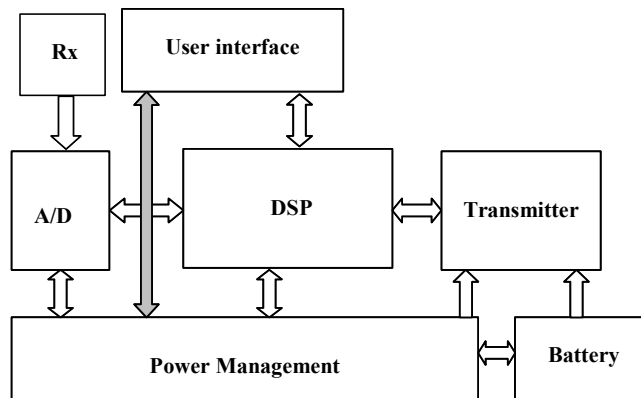 Rx
User interface
A/D
DSP
Transmitter
Power Management
Battery